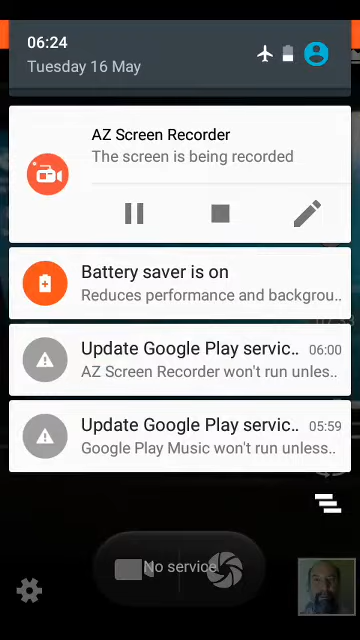 06:24
Tuesday 16 May
AZ Screen Recorder
The screen is being recorded
Battery saver is on
Reduces performance and backgrou..
Update Google Play servic.. 06:00
AZ Screen Recorder won't run unles..
Update Google Play servic.. 05:59
Google Play Music won't run unless..
No service